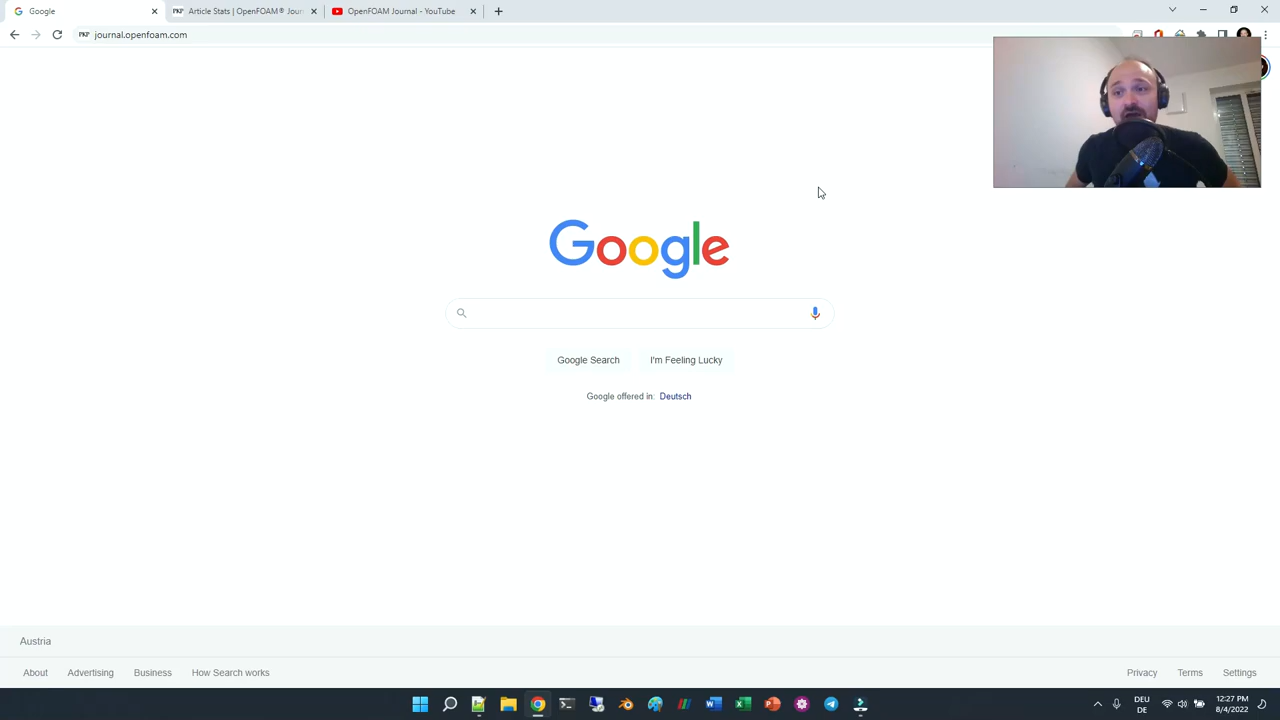 Google
PKP Article Stats | OpenFOAM® Jour
OpenFOAM Journal - YouTube
PKP journal.openfoam.com
Google
Google Search
I'm Feeling Lucky
Google offered in: Deutsch
Austria
About
Advertising
Business
How Search works
Privacy
Terms
Settings
DEU
DE
12:27 PM
8/4/2022